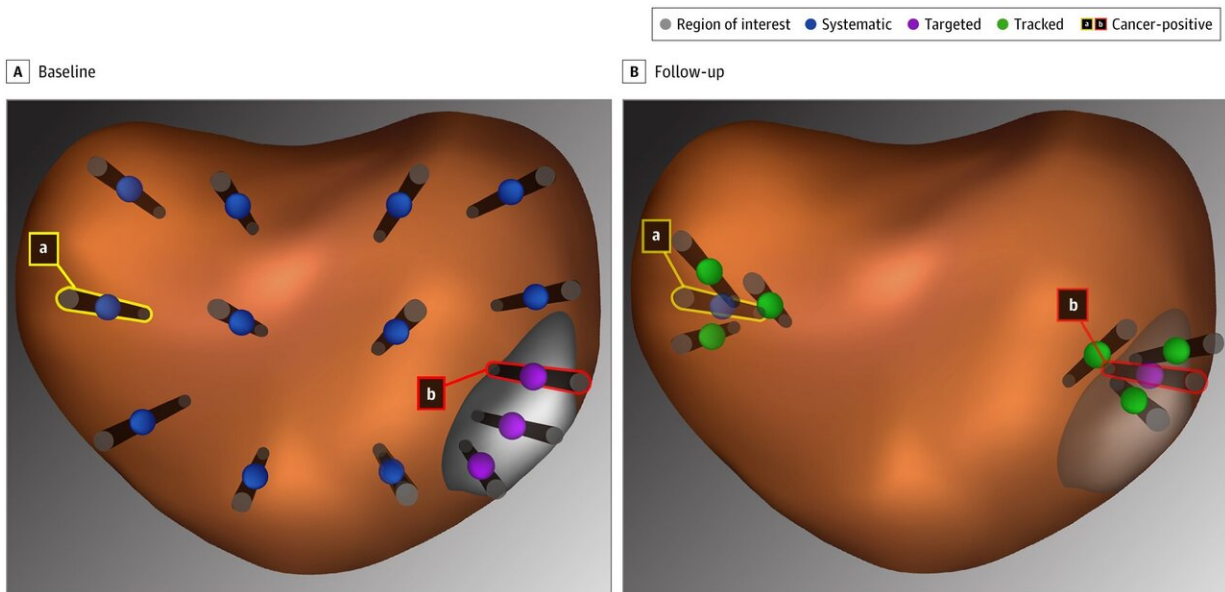 Region of interest Systematic Targeted Tracked a b Cancer-positive
A Baseline
B Follow-up
a
b
a
b